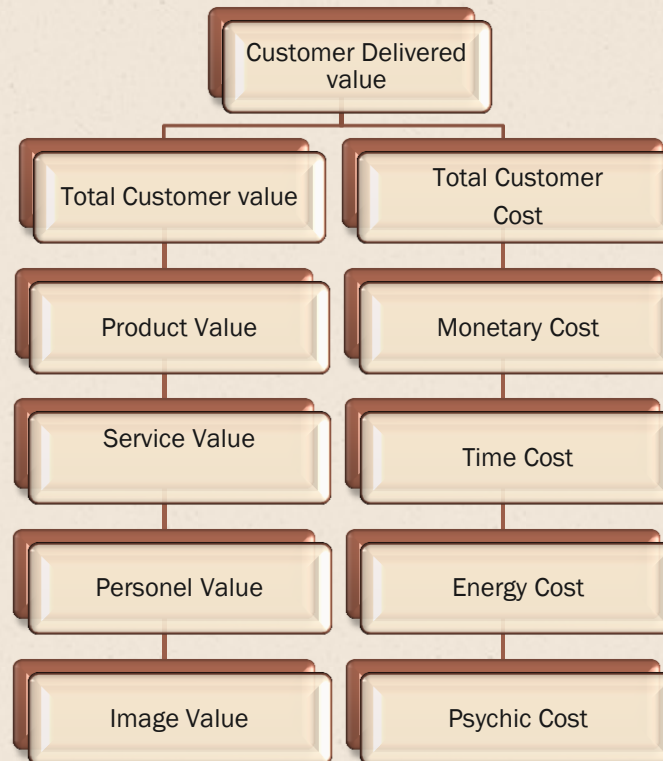 Customer Delivered
value
Total Customer value
Total Customer
Cost
Product Value
Monetary Cost
Service Value
Time Cost
Personel Value
Energy Cost
Image Value
Psychic Cost